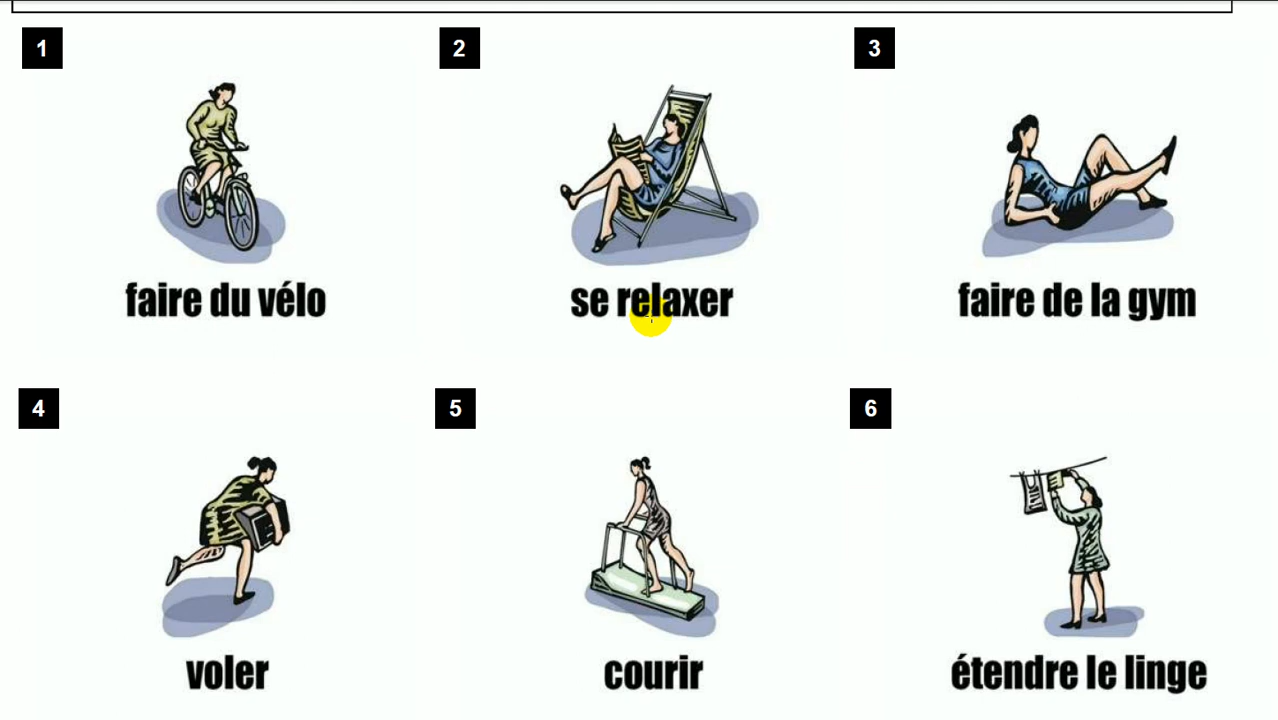 1
2
3
faire du vélo
se relaxer
faire de la gym
4
5
6
voler
courir
étendre le linge